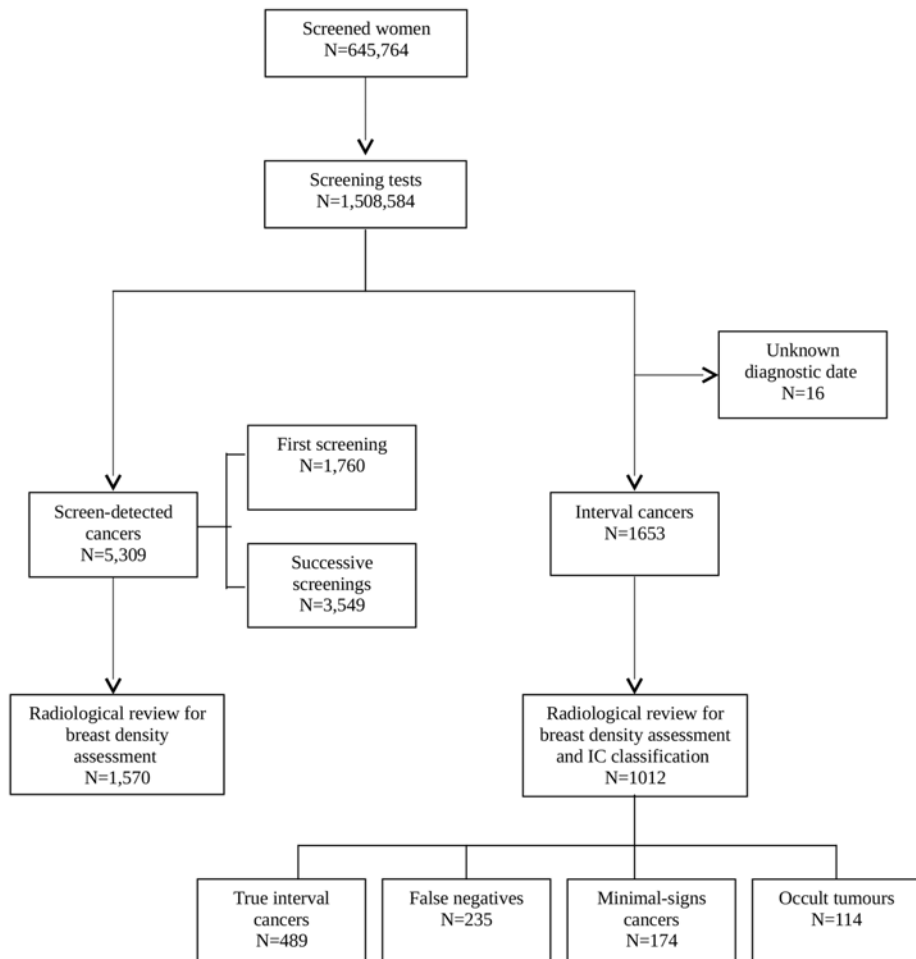 Screened women
N=645,764
Screening tests
N=1,508,584
Unknown
diagnostic date
N=16
First screening
N=1,760
Screen-detected
cancers
N=5,309
Interval cancers
N=1653
Successive
screenings
N=3,549
Radiological review for
breast density
assessment
N=1,570
Radiological review for
breast density assessment
and IC classification
N=1012
True interval
cancers
N=489
False negatives
N=235
Minimal-signs
cancers
N=174
Occult tumours
N=114